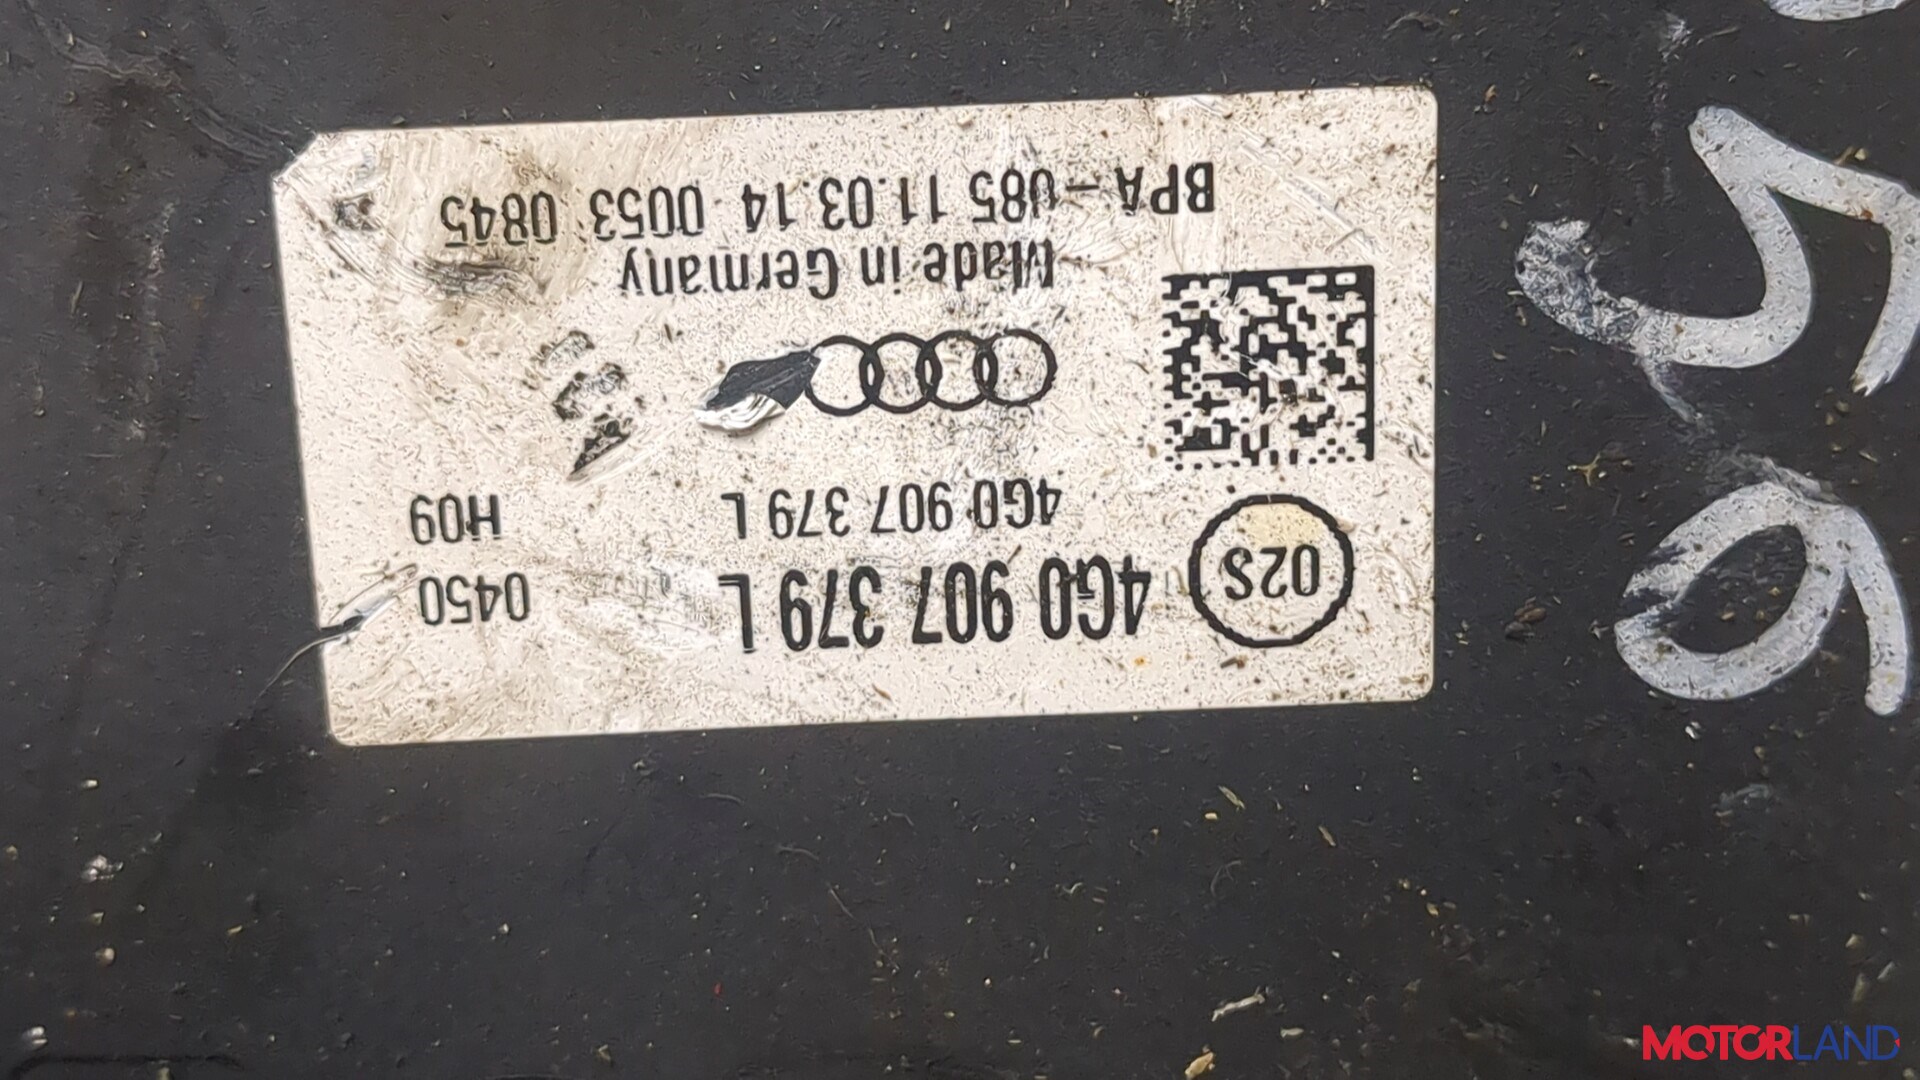 02S 4G0 907 379 L 0450
4G0 907 379 L H09
Made in Germany
BPA-085 11.03.14 0053 0845
MOTORLAND